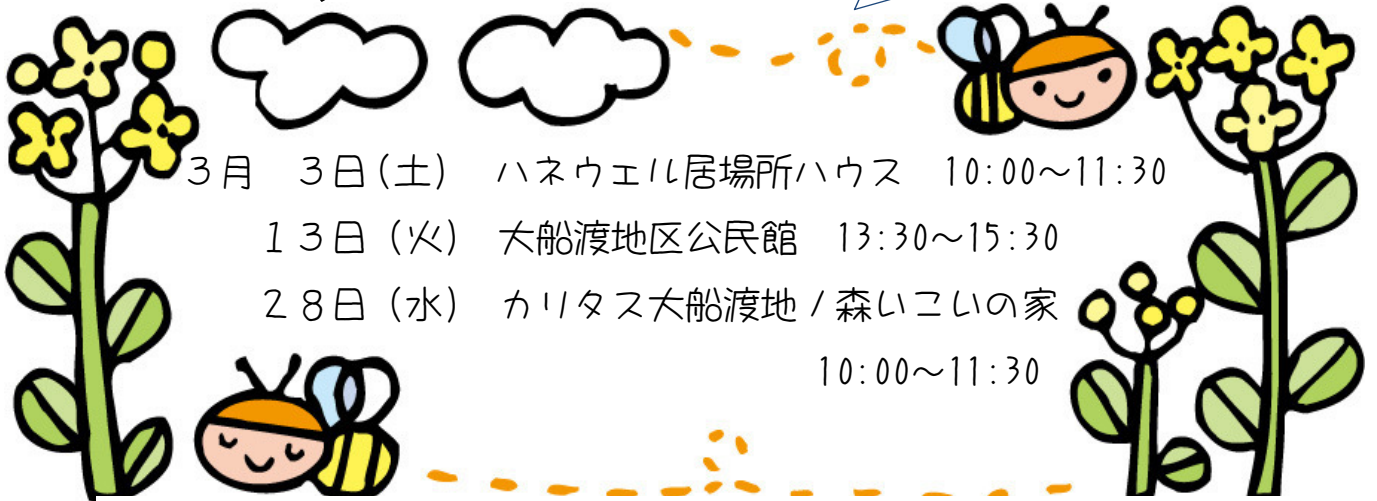 ３月　３日(土)　ハネウェル居場所ハウス　10:00～11:30
１３日（火）　大船渡地区公民館　13:30～15:30
２８日（水）　カリタス大船渡地ノ森いこいの家
10:00～11:30